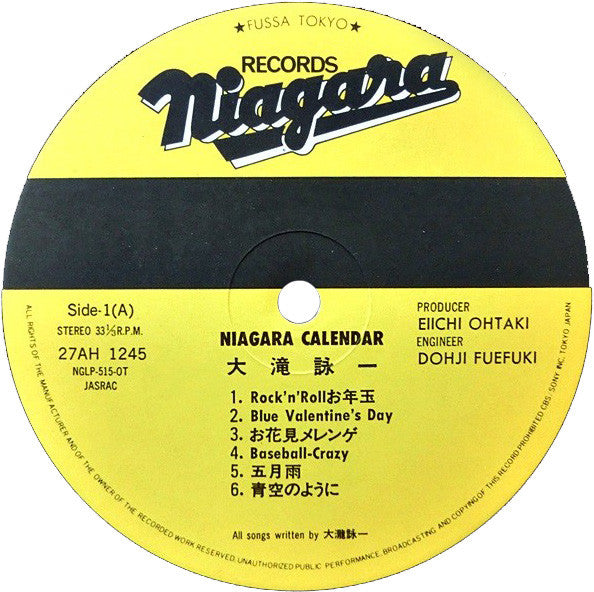 ★FUSSA TOKYO★
RECORDS
Niagara
Side-1(A)
STEREO 33⅓R.P.M.
27AH 1245
NGLP-515-OT
JASRAC
PRODUCER
EIICHI OHTAKI
ENGINEER
DOHJI FUEFUKI
NIAGARA CALENDAR
大滝詠一
1. Rock'n'Rollお年玉
2. Blue Valentine's Day
3. お花見メレンゲ
4. Baseball-Crazy
5. 五月雨
6. 青空のように
All songs written by 大瀧詠一
ALL RIGHTS OF THE MANUFACTURER AND OF THE OWNER OF THE RECORDED WORK RESERVED. UNAUTHORIZED PUBLIC PERFORMANCE, BROADCASTING AND COPYING OF THIS RECORD PROHIBITED CBS/SONY INC. TOKYO JAPAN